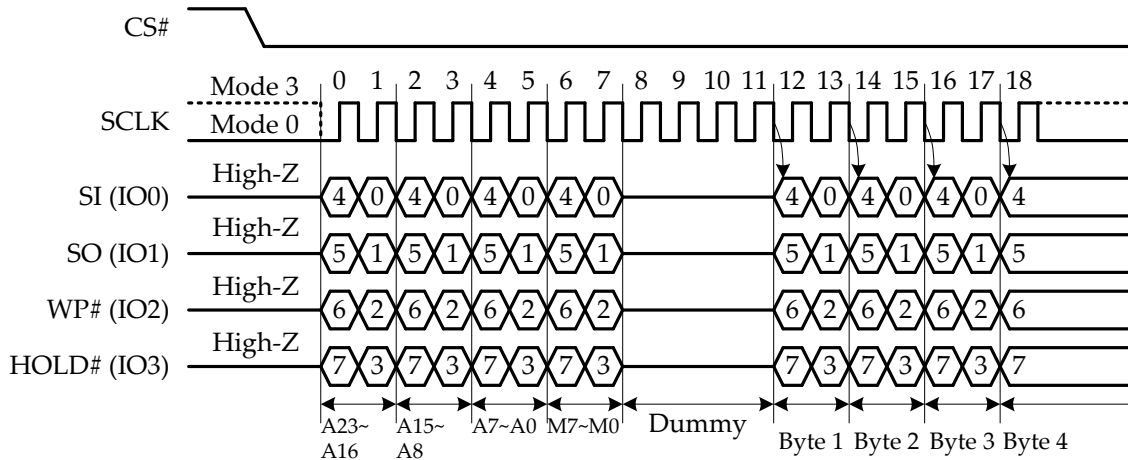 CS#
Mode 3
0 1 2 3 4 5 6 7 8 9 10 11 12 13 14 15 16 17 18
SCLK
Mode 0
High-Z
SI (IO0)
4 0 4 0 4 0 4 0 4 0 4 0 4 0 4
High-Z
SO (IO1)
5 1 5 1 5 1 5 1 5 1 5 1 5 1 5
High-Z
WP# (IO2)
6 2 6 2 6 2 6 2 6 2 6 2 6 2 6
High-Z
HOLD# (IO3)
7 3 7 3 7 3 7 3 7 3 7 3 7 3 7
A23~
A16
A15~
A8
A7~A0
M7~M0
Dummy
Byte 1
Byte 2
Byte 3
Byte 4